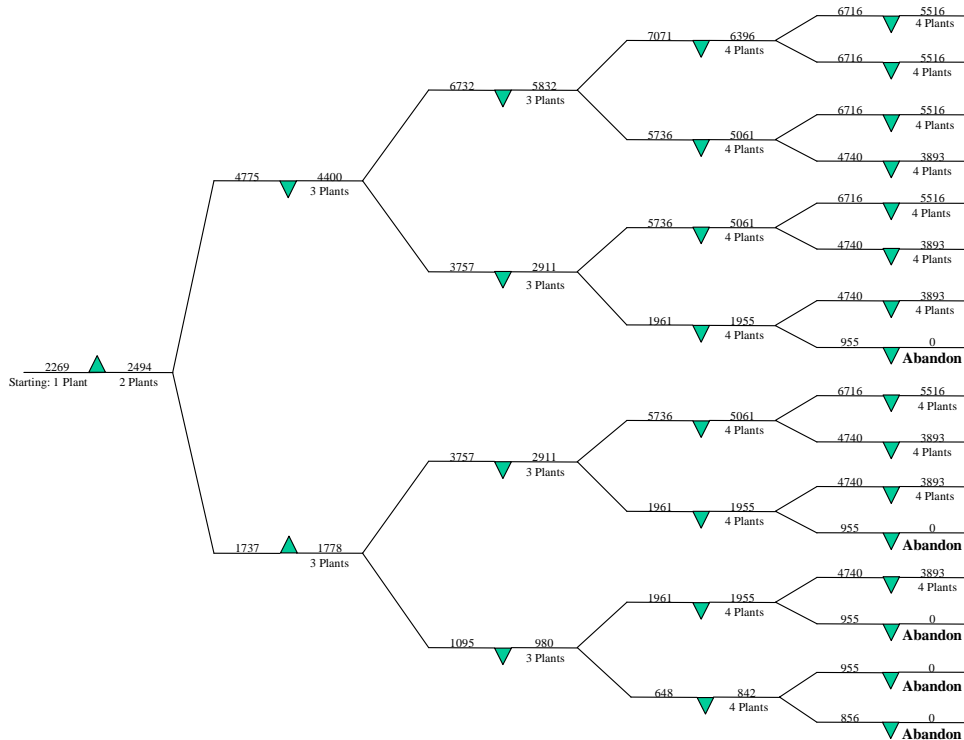 6716 5516
4 Plants
7071 6396
4 Plants
6716 5516
4 Plants
6732 5832
3 Plants
6716 5516
4 Plants
5736 5061
4 Plants
4740 3893
4 Plants
4775 4400
3 Plants
6716 5516
4 Plants
5736 5061
4 Plants
4740 3893
4 Plants
3757 2911
3 Plants
4740 3893
4 Plants
1961 1955
4 Plants
955 0
Abandon
2269 2494
Starting: 1 Plant 2 Plants
6716 5516
4 Plants
5736 5061
4 Plants
4740 3893
4 Plants
3757 2911
3 Plants
4740 3893
4 Plants
1961 1955
4 Plants
955 0
Abandon
1737 1778
3 Plants
4740 3893
4 Plants
1961 1955
4 Plants
955 0
Abandon
1095 980
3 Plants
955 0
Abandon
648 842
4 Plants
856 0
Abandon